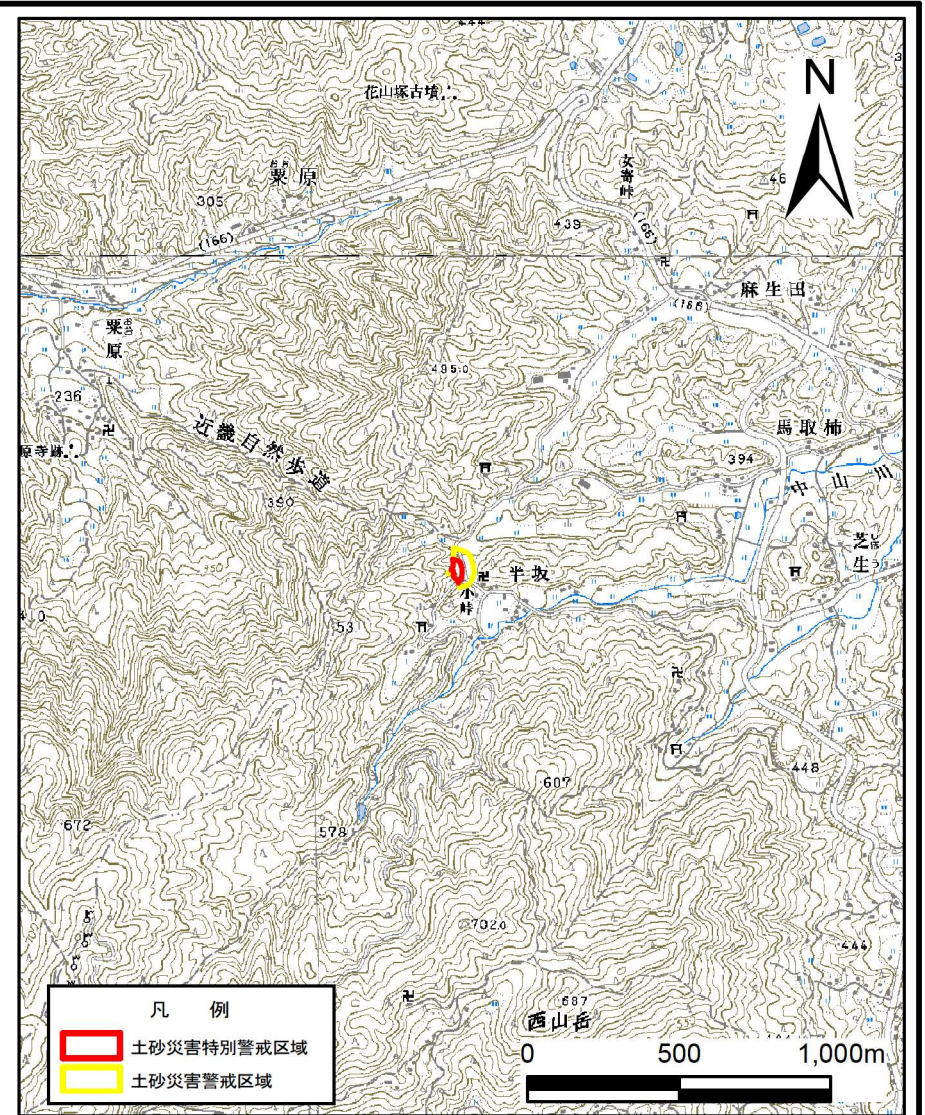 444
花山塚古墳
N
粟原
女寄峠
305
439
(166)
(166)
麻生田
(166)
粟原
485.0
236
近畿自然歩道
馬取柿
原寺跡
394
中山川
390
芝生
半坂
小峠
53
607
448
672
578
702.0
444
687
西山岳
凡 例
土砂災害特別警戒区域
土砂災害警戒区域
0 500 1,000m